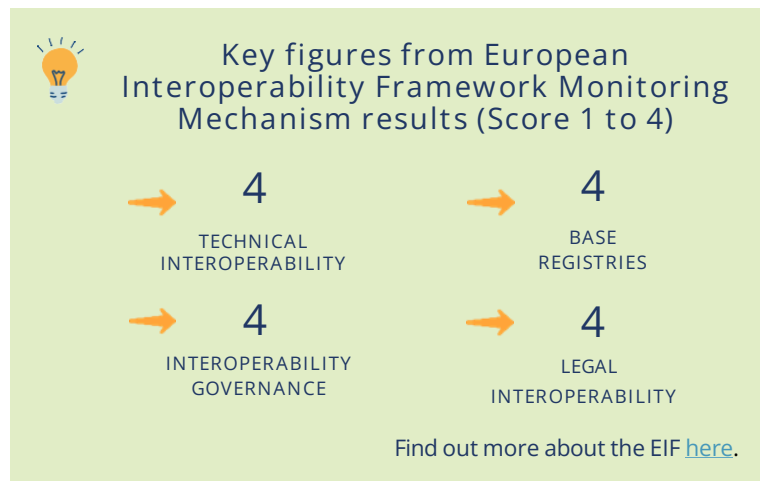 Key figures from European
Interoperability Framework Monitoring
Mechanism results (Score 1 to 4)
4
TECHNICAL
INTEROPERABILITY
4
BASE
REGISTRIES
4
INTEROPERABILITY
GOVERNANCE
4
LEGAL
INTEROPERABILITY
Find out more about the EIF here.